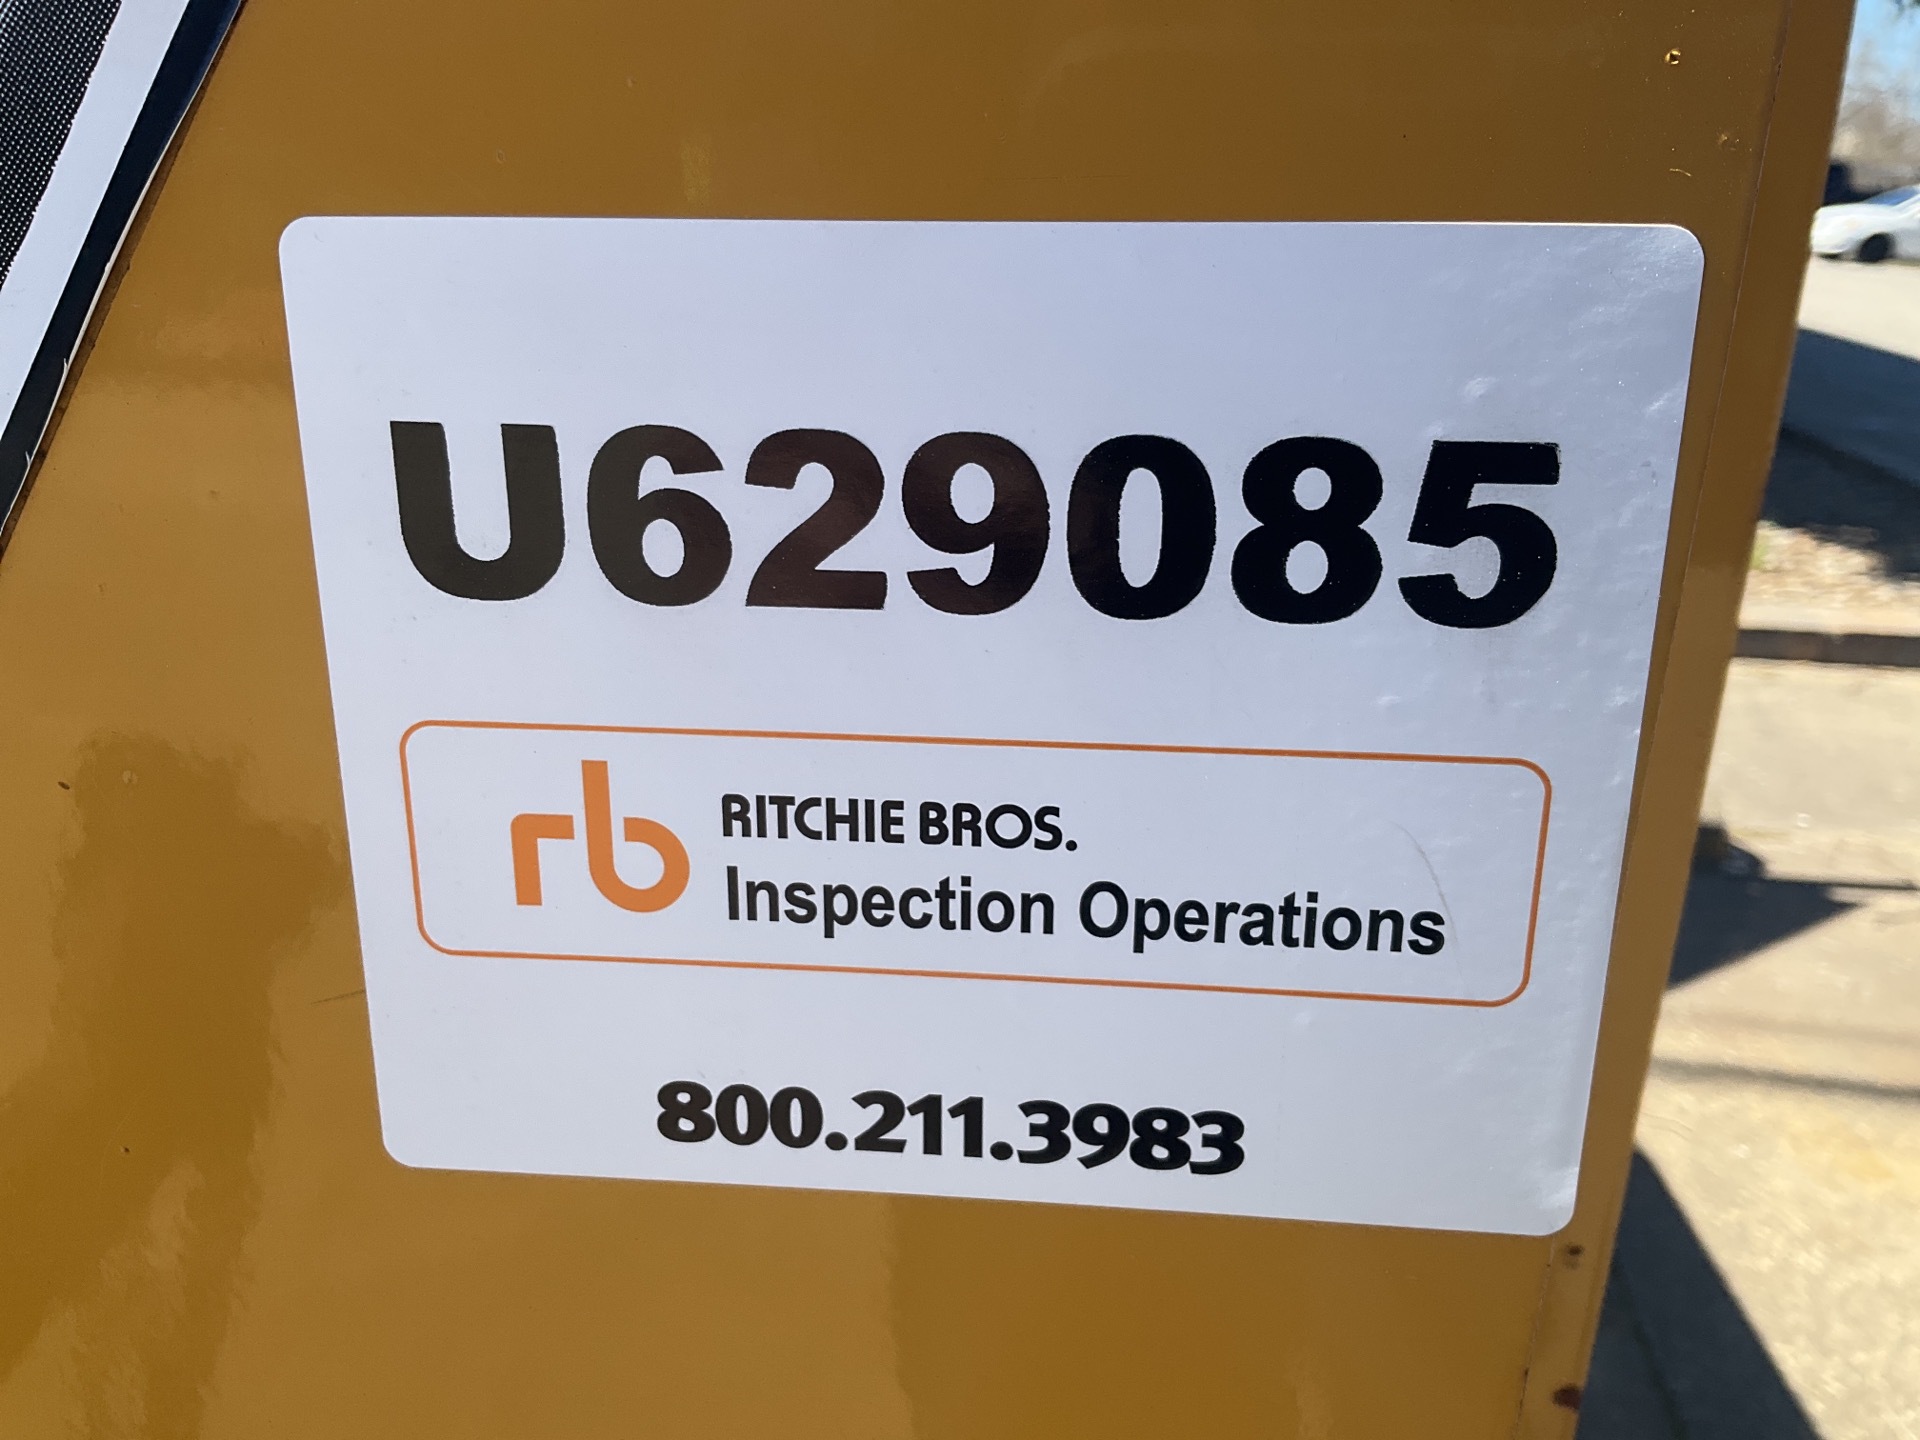 U629085
rb
RITCHIE BROS.
Inspection Operations
800.211.3983